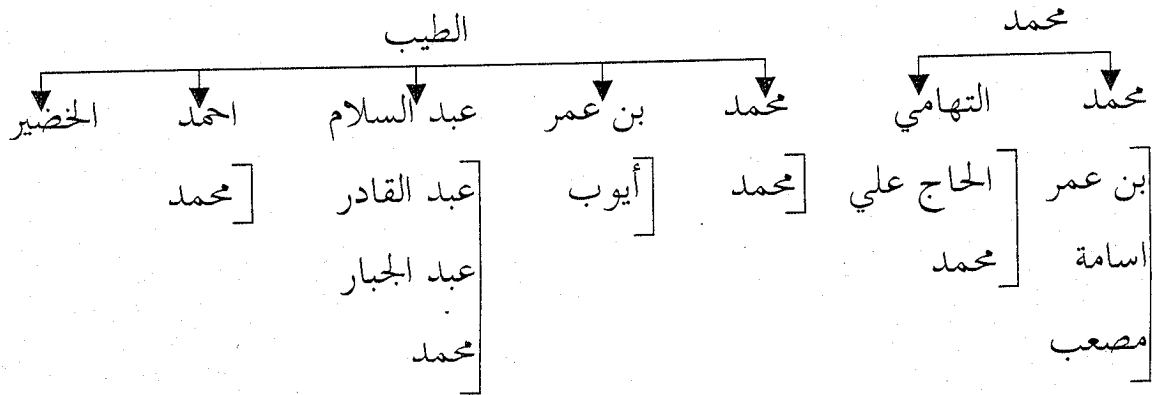 محمد الطيب
محمد التهامي محمد بن عمر عبد السلام احمد الخضير
بن عمر الحاج علي محمد أيوب عبد القادر محمد
اسامة محمد عبد الجبار
مصعب محمد